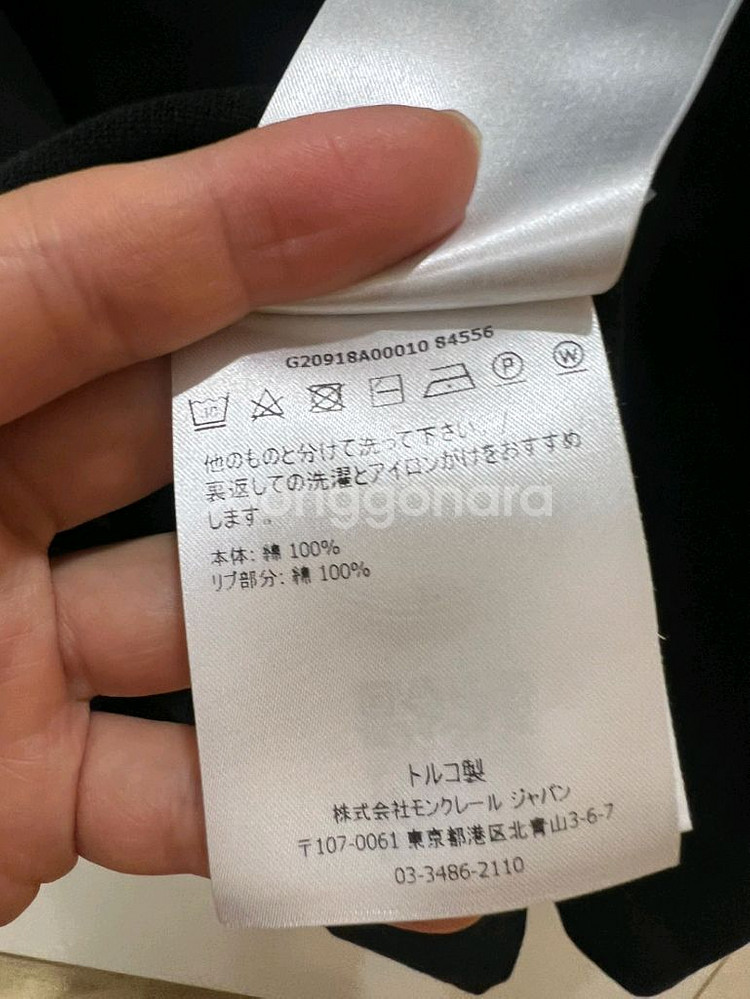 G20918A00010 84556
P W
他のものと分けて洗って下さい。/
裏返しての洗濯とアイロンがけをおすすめ
します。
onggonara
本体: 綿 100%
リブ部分: 綿 100%
トルコ製
株式会社モンクレール ジャパン
〒107-0061 東京都港区北青山3-6-7
03-3486-2110